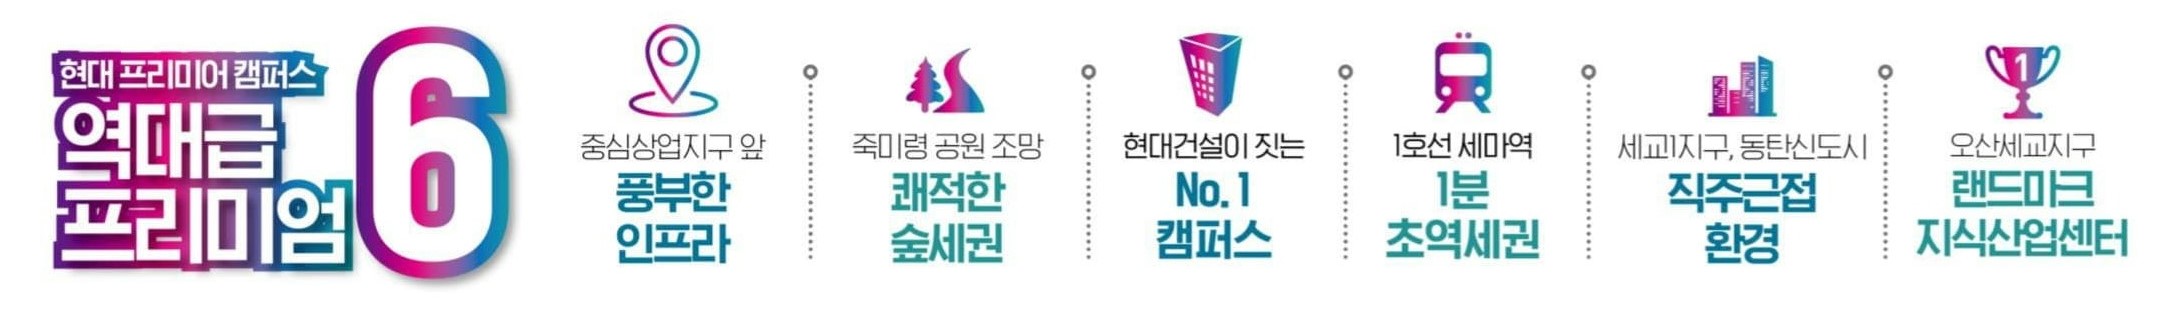 현대 프리미어 캠퍼스
역대급
프리미엄
6
중심상업지구 앞
풍부한
인프라
죽미령 공원 조망
쾌적한
숲세권
현대건설이 짓는
No. 1
캠퍼스
1호선 세마역
1분
초역세권
세교1지구, 동탄신도시
직주근접
환경
1
오산세교지구
랜드마크
지식산업센터